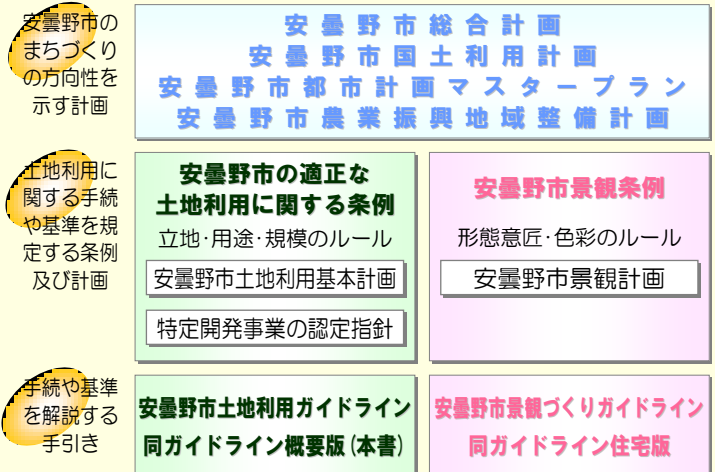 安曇野市の
まちづくり
の方向性を
示す計画
安曇野市総合計画
安曇野市国土利用計画
安曇野市都市計画マスタープラン
安曇野市農業振興地域整備計画
土地利用に
関する手続
や基準を規
定する条例
及び計画
安曇野市の適正な
土地利用に関する条例
立地・用途・規模のルール
安曇野市土地利用基本計画
特定開発事業の認定指針
安曇野市景観条例
形態意匠・色彩のルール
安曇野市景観計画
手続や基準
を解説する
手引き
安曇野市土地利用ガイドライン
同ガイドライン概要版(本書)
安曇野市景観づくりガイドライン
同ガイドライン住宅版